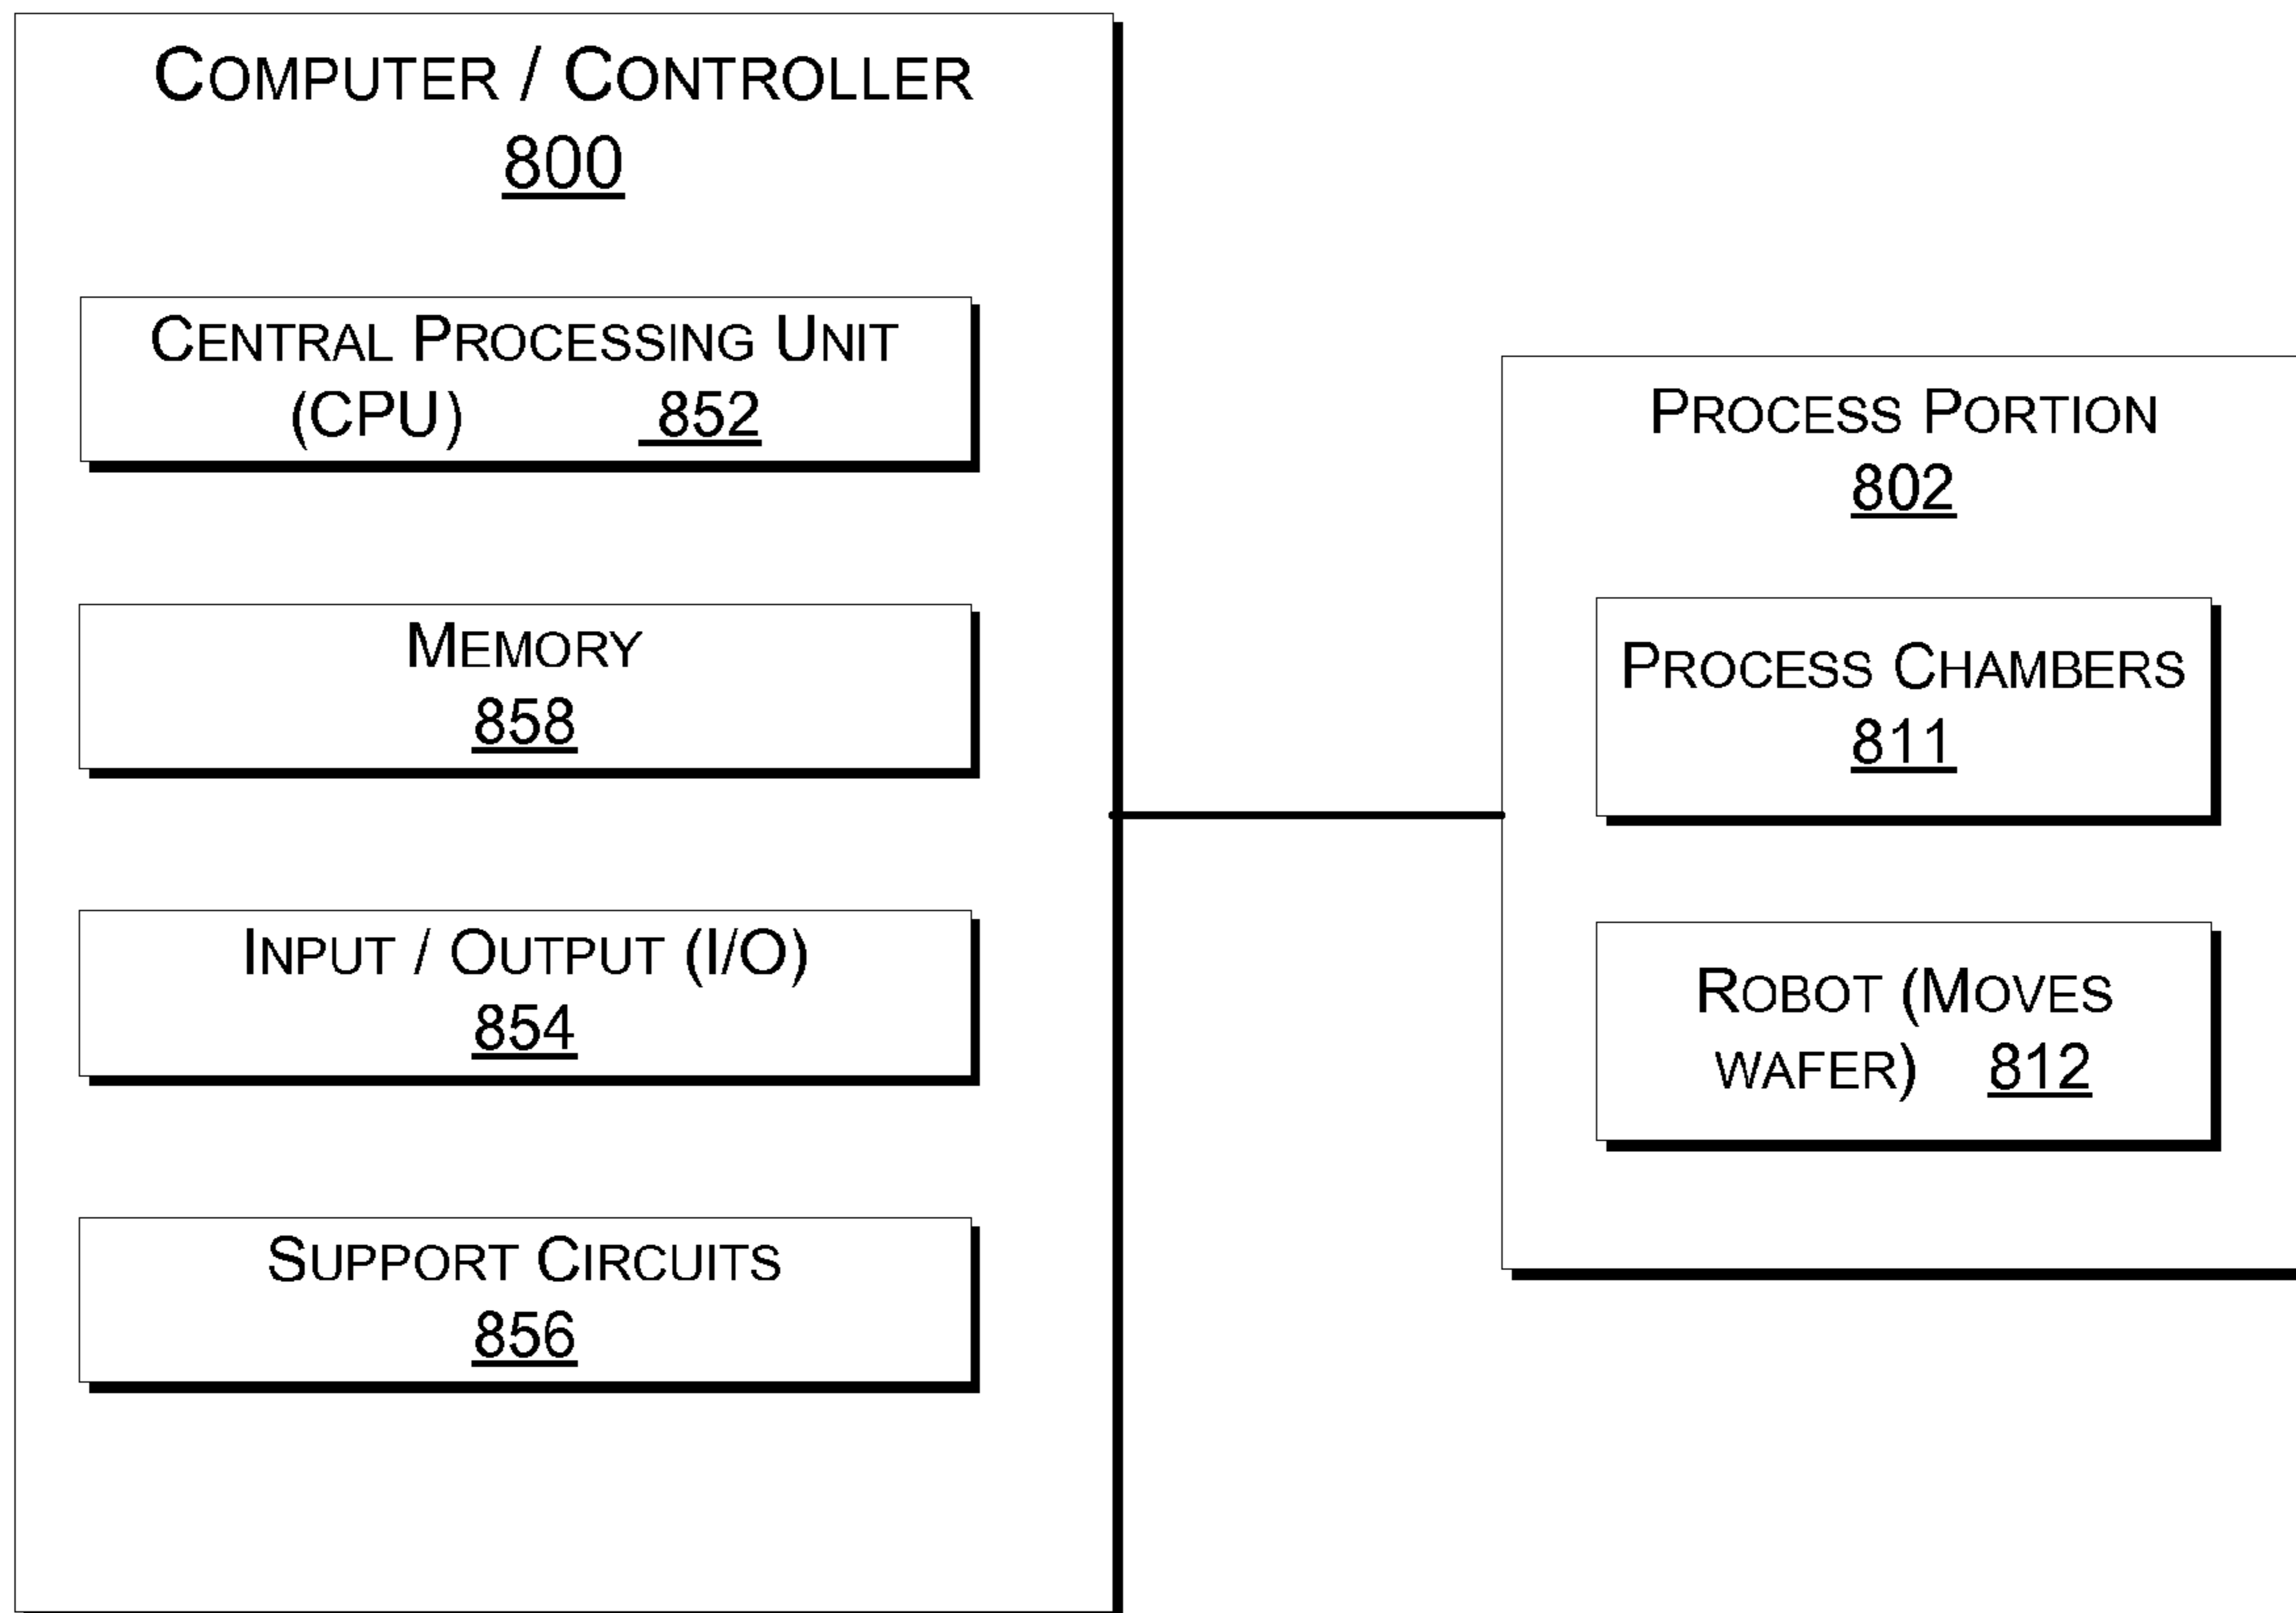 COMPUTER / CONTROLLER
800
CENTRAL PROCESSING UNIT
(CPU) 852
MEMORY
858
INPUT / OUTPUT (I/O)
854
SUPPORT CIRCUITS
856
PROCESS PORTION
802
PROCESS CHAMBERS
811
ROBOT (MOVES
WAFER) 812